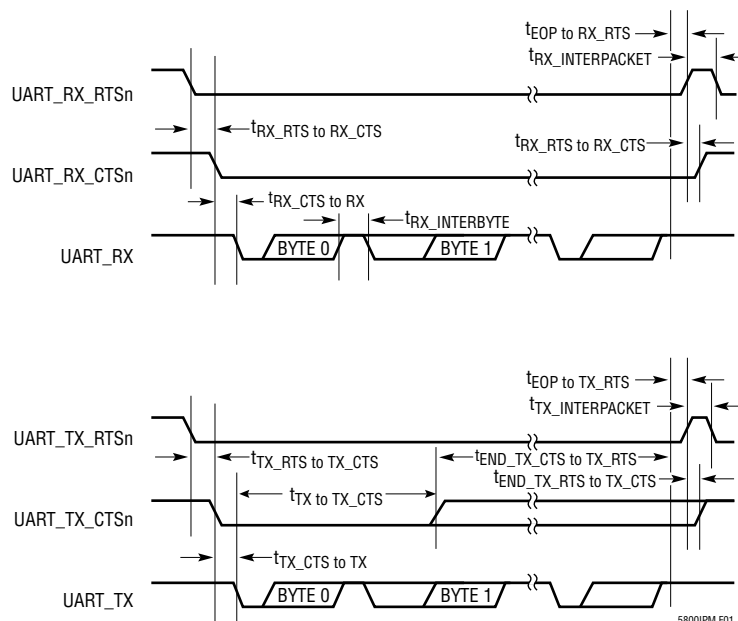 tEOP to RX_RTS
tRX_INTERPACKET
UART_RX_RTSn
tRX_RTS to RX_CTS
tRX_RTS to RX_CTS
UART_RX_CTSn
tRX_CTS to RX
tRX_INTERBYTE
UART_RX
BYTE 0
BYTE 1
tEOP to TX_RTS
tTX_INTERPACKET
UART_TX_RTSn
tTX_RTS to TX_CTS
tEND_TX_CTS to TX_RTS
tEND_TX_RTS to TX_CTS
tTX to TX_CTS
UART_TX_CTSn
tTX_CTS to TX
UART_TX
BYTE 0
BYTE 1
5800IPM F01